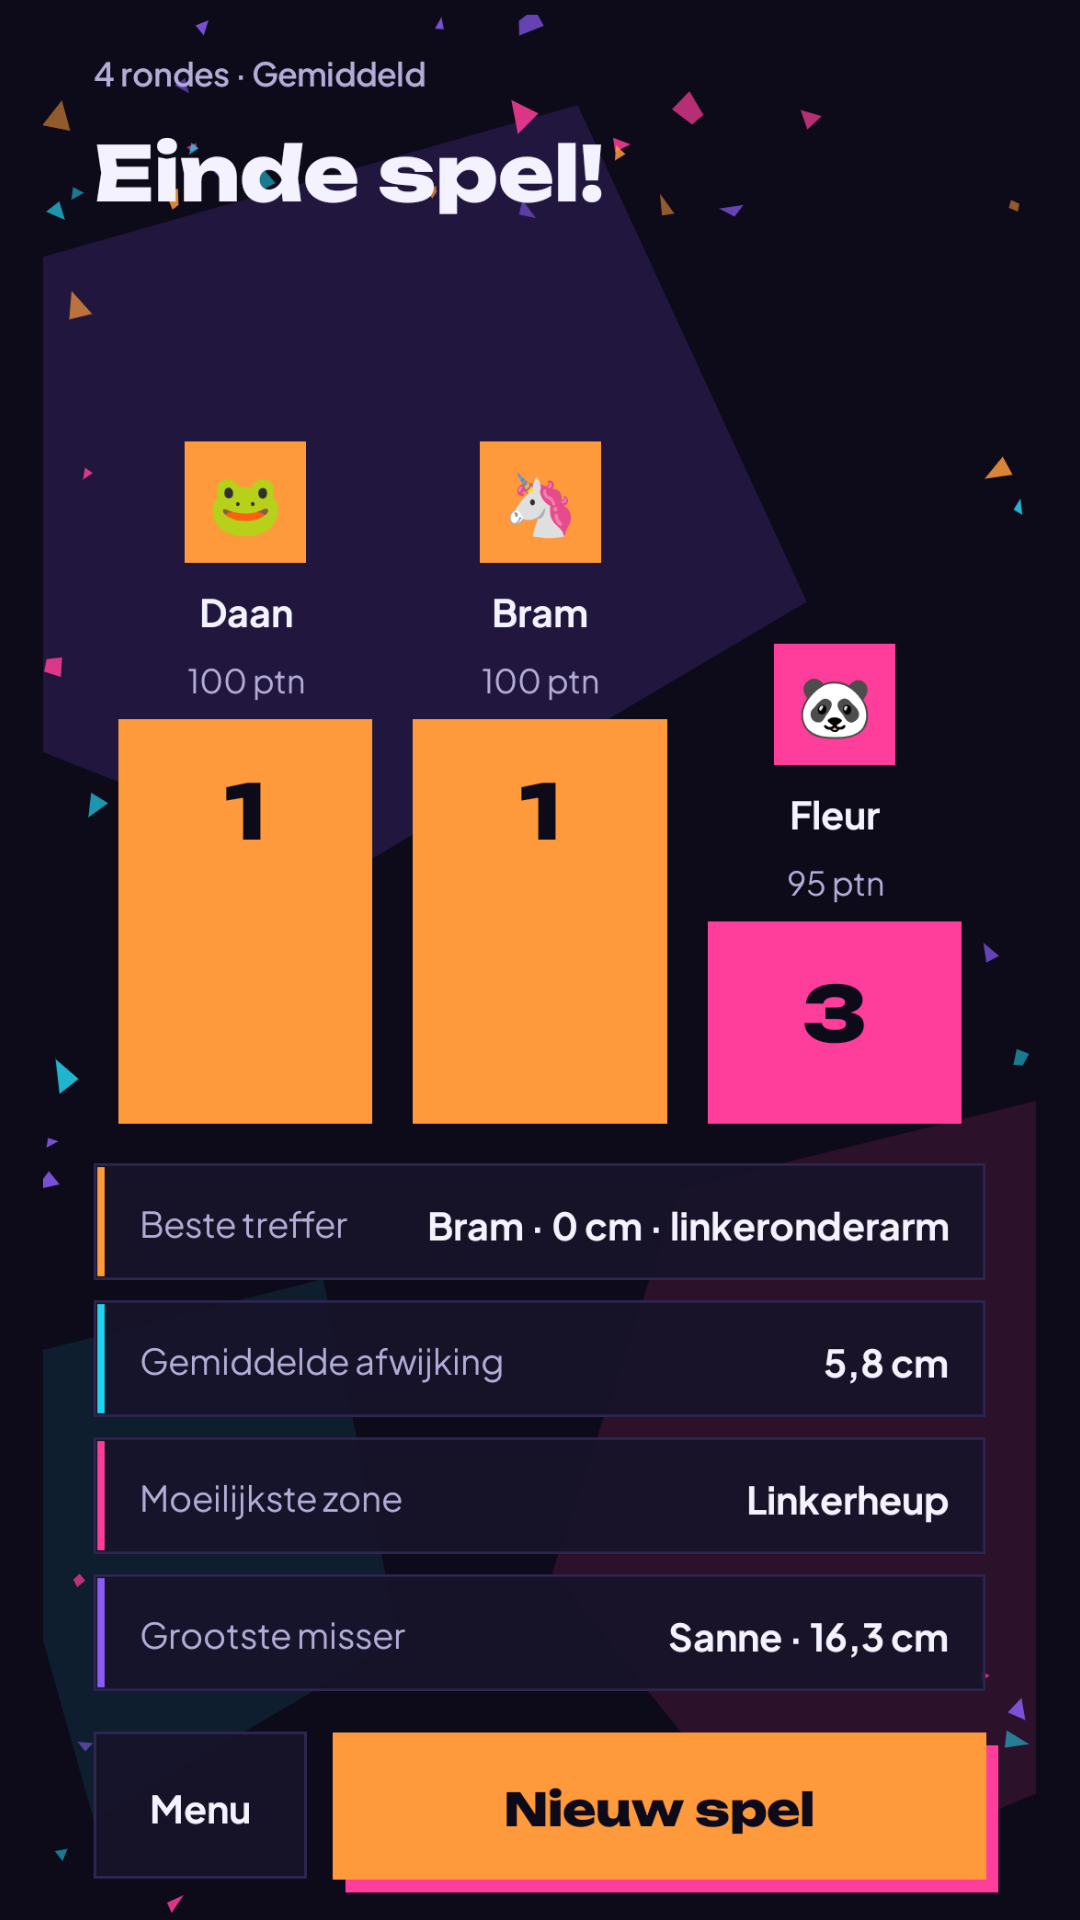 4 rondes · Gemiddeld
Einde spel!
Daan
100 ptn
1
Bram
100 ptn
1
Fleur
95 ptn
3
Beste treffer Bram · 0 cm · linkeronderarm
Gemiddelde afwijking 5,8 cm
Moeilijkste zone Linkerheup
Grootste misser Sanne · 16,3 cm
Menu
Nieuw spel